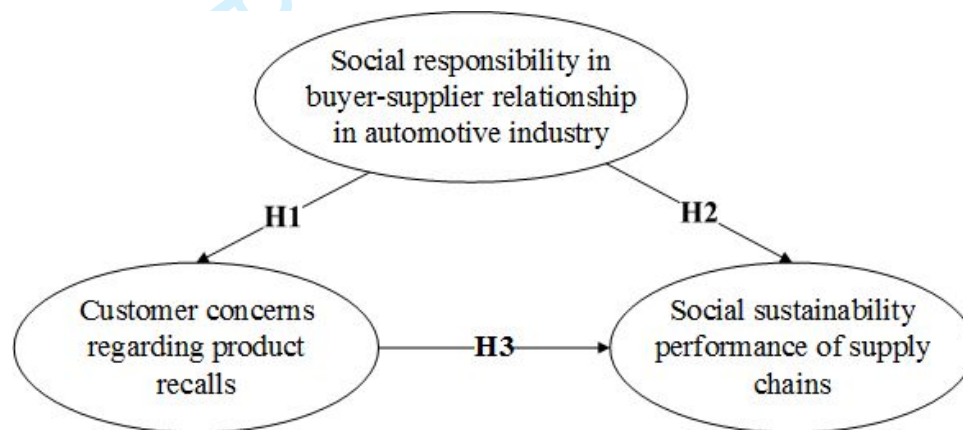 Social responsibility in
buyer-supplier relationship
in automotive industry
H1
H2
Customer concerns
regarding product
recalls
H3
Social sustainability
performance of supply
chains